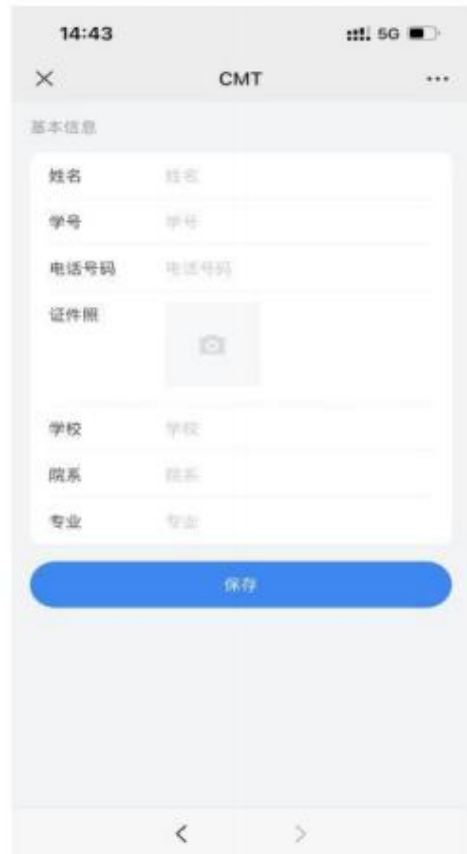 14:43 5G
CMT
基本信息
姓名 姓名
学号 学号
电话号码 电话号码
证件照
学校 学校
院系 院系
专业 专业
保存